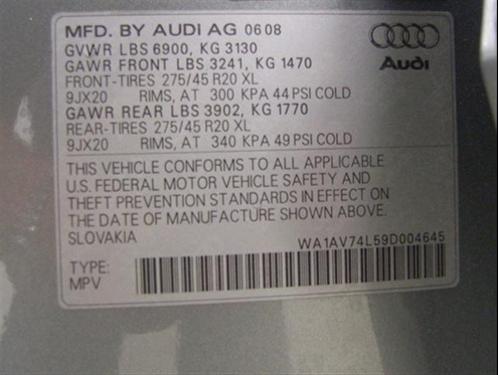 MFD. BY AUDI AG 06 08
GVWR LBS 6900, KG 3130
GAWR FRONT LBS 3241, KG 1470
FRONT-TIRES 275/45 R20 XL
9JX20 RIMS, AT 300 KPA 44 PSI COLD
GAWR REAR LBS 3902, KG 1770
REAR-TIRES 275/45 R20 XL
9JX20 RIMS, AT 340 KPA 49 PSI COLD
Audi
THIS VEHICLE CONFORMS TO ALL APPLICABLE
U.S. FEDERAL MOTOR VEHICLE SAFETY AND
THEFT PREVENTION STANDARDS IN EFFECT ON
THE DATE OF MANUFACTURE SHOWN ABOVE.
SLOVAKIA WA1AV74L59D004645
TYPE:
MPV